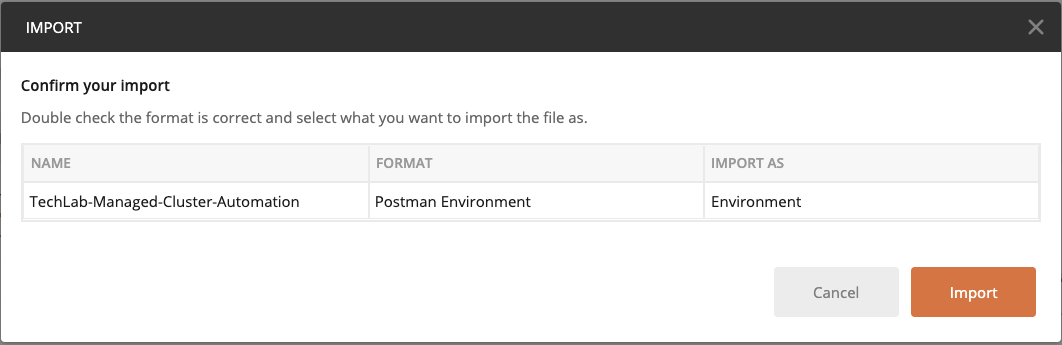 IMPORT
Confirm your import
Double check the format is correct and select what you want to import the file as.
NAME FORMAT IMPORT AS
TechLab-Managed-Cluster-Automation Postman Environment Environment
Cancel Import